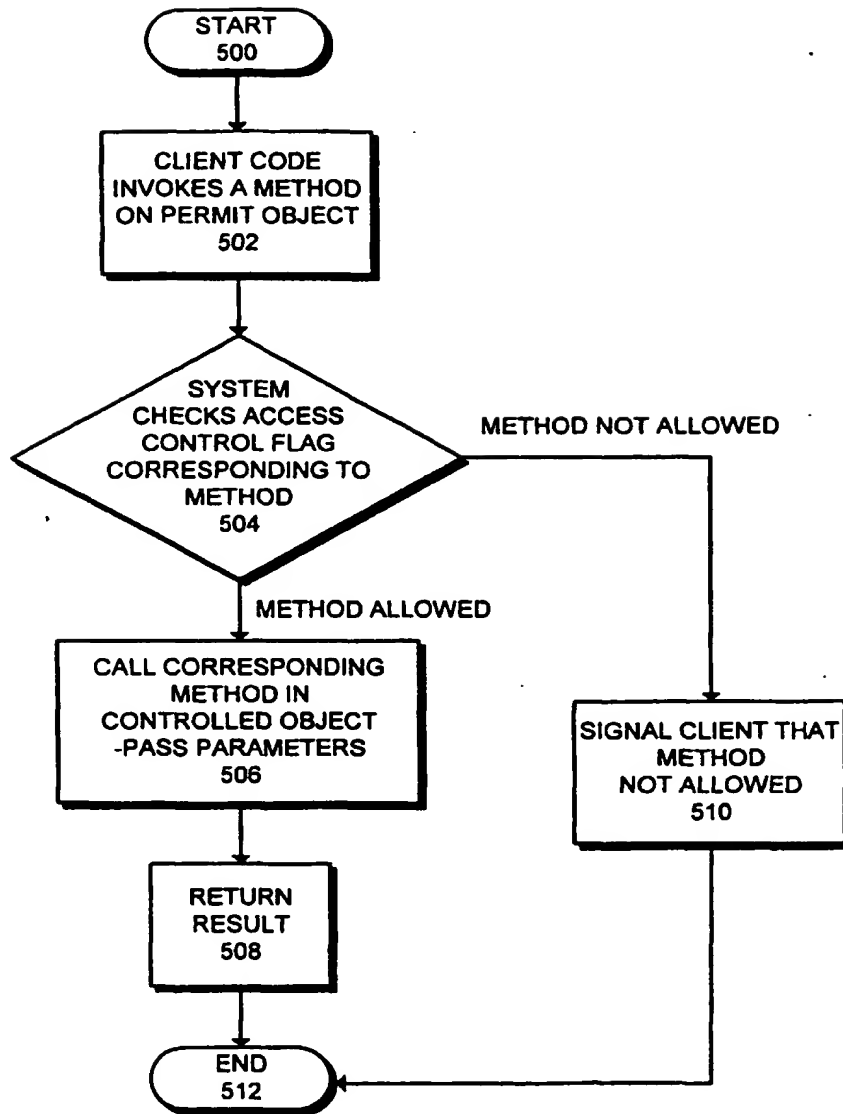 START
500
CLIENT CODE
INVOKES A METHOD
ON PERMIT OBJECT
502
SYSTEM
CHECKS ACCESS
CONTROL FLAG
CORRESPONDING TO
METHOD
504
METHOD NOT ALLOWED
METHOD ALLOWED
CALL CORRESPONDING
METHOD IN
CONTROLLED OBJECT
-PASS PARAMETERS
506
SIGNAL CLIENT THAT
METHOD
NOT ALLOWED
510
RETURN
RESULT
508
END
512